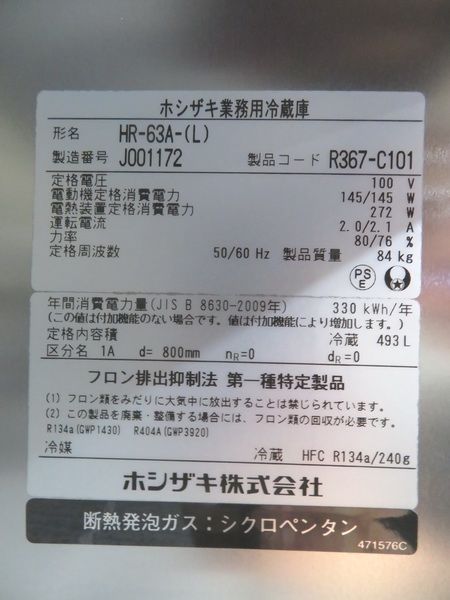 ホシザキ業務用冷蔵庫
形名 HR-63A-(L)
製造番号 J001172 製品コード R367-C101
定格電圧 100 V
電動機定格消費電力 145/145 W
電熱装置定格消費電力 272 W
運転電流 2.0/2.1 A
力率 80/76 %
定格周波数 50/60 Hz 製品質量 84 kg
PS E
年間消費電力量(JIS B 8630-2009年) 330 kWh/年
(この値は付加機能のない場合です。値は付加機能により増加します。)
定格内容積 冷蔵 493 L
区分名 1A d= 800mm nR=0 dR=0
フロン排出抑制法 第一種特定製品
(1) フロン類をみだりに大気中に放出することは禁じられています。
(2) この製品を廃棄・整備する場合には、フロン類の回収が必要です。
R134a(GWP1430) R404A(GWP3920)
冷媒 冷蔵 HFC R134a/240g
ホシザキ株式会社
断熱発泡ガス：シクロペンタン
471576C